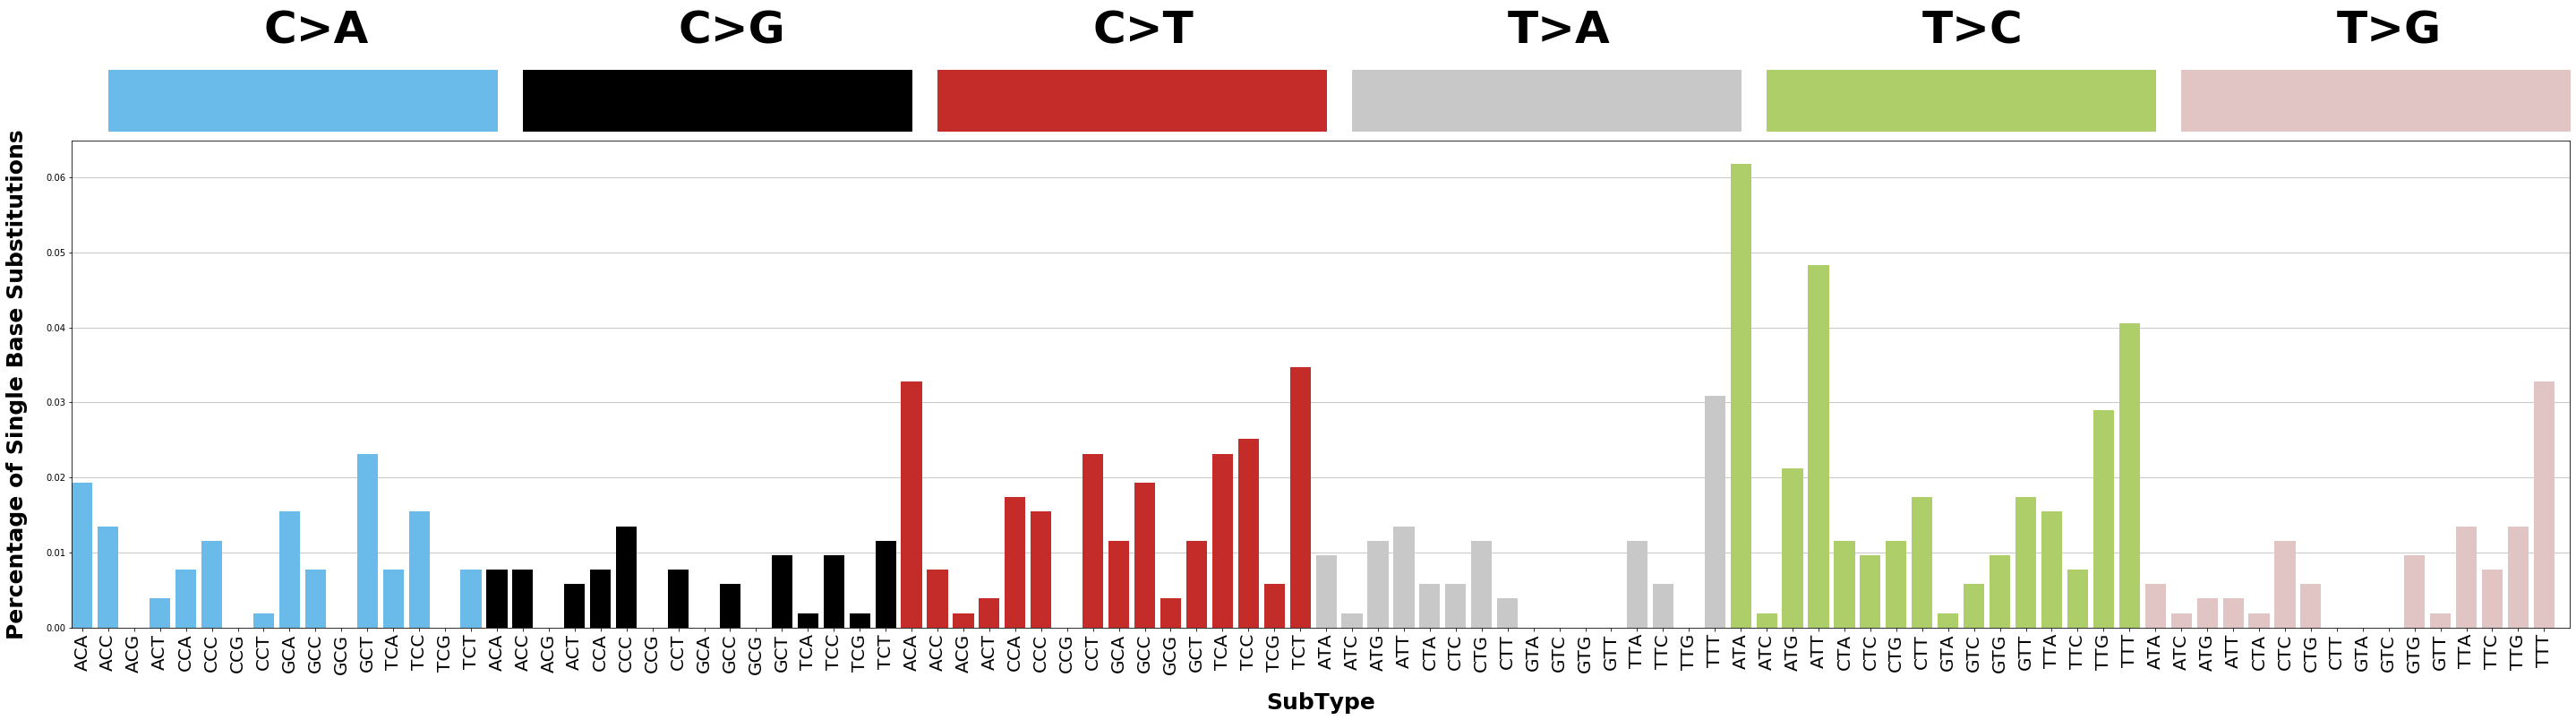 C>A C>G C>T T>A T>C T>G
Percentage of Single Base Substitutions
0.06
0.05
0.04
0.03
0.02
0.01
0.00
ACA ACC ACG ACT CCA CCC CCG CCT GCA GCC GCG GCT TCA TCC TCG TCT ACA ACC ACG ACT CCA CCC CCG CCT GCA GCC GCG GCT TCA TCC TCG TCT ACA ACC ACG ACT CCA CCC CCG CCT GCA GCC GCG GCT TCA TCC TCG TCT ATA ATC ATG ATT CTA CTC CTG CTT GTA GTC GTG GTT TTA TTC TTG TTT ATA ATC ATG ATT CTA CTC CTG CTT GTA GTC GTG GTT TTA TTC TTG TTT ATA ATC ATG ATT CTA CTC CTG CTT GTA GTC GTG GTT TTA TTC TTG TTT
SubType